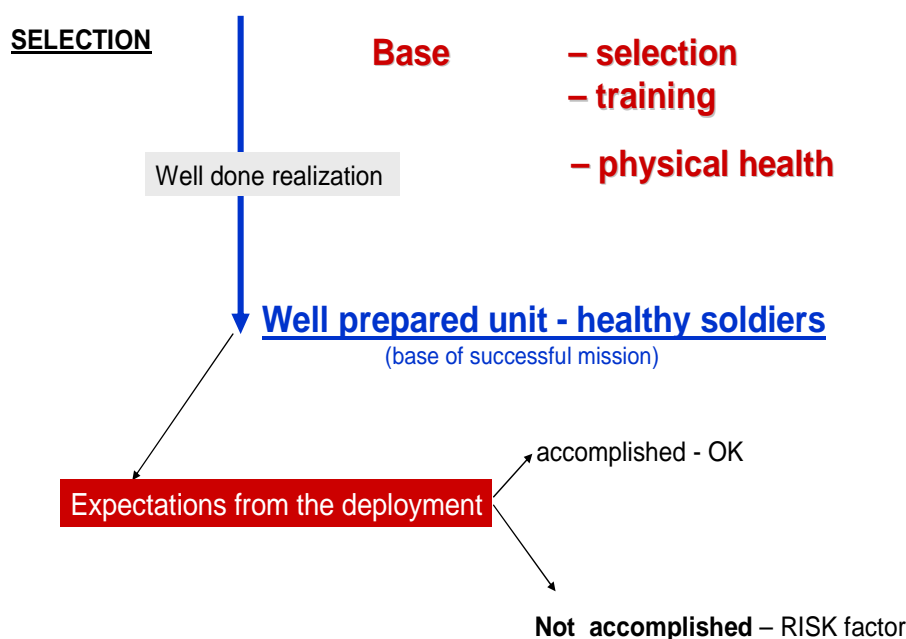 SELECTION
Base – selection
– training
– physical health
Well done realization
Well prepared unit - healthy soldiers
(base of successful mission)
accomplished - OK
Expectations from the deployment
Not accomplished – RISK factor